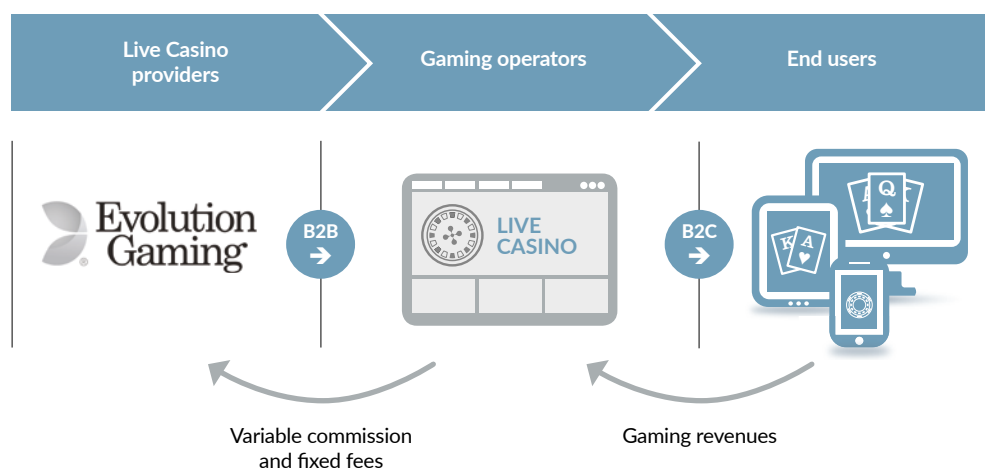 Live Casino
providers
Gaming operators
End users
Evolution
Gaming
®
B2B
LIVE
CASINO
B2C
A
Q
K A
Variable commission
and fixed fees
Gaming revenues